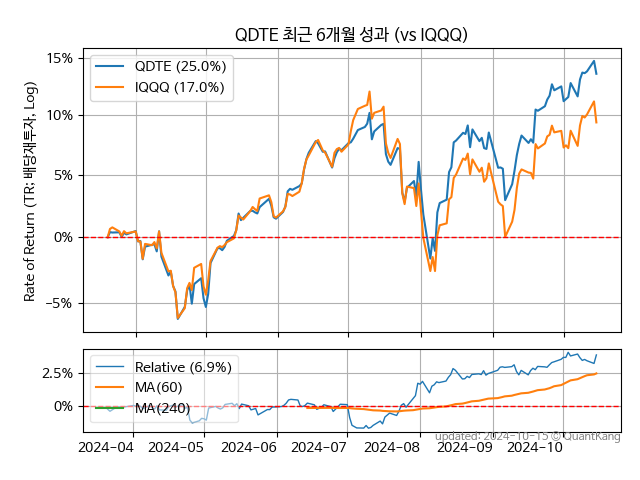 QDTE 최근 6개월 성과 (vs IQQQ)
Rate of Return (TR: 배당재투자, Log)
15%
10%
5%
0%
−5%
QDTE (25.0%)
IQQQ (17.0%)
2.5%
0%
Relative (6.9%)
MA(60)
MA(240)
2024-04 2024-05 2024-06 2024-07 2024-08 2024-09 2024-10
updated: 2024-10-15 © QuantKang